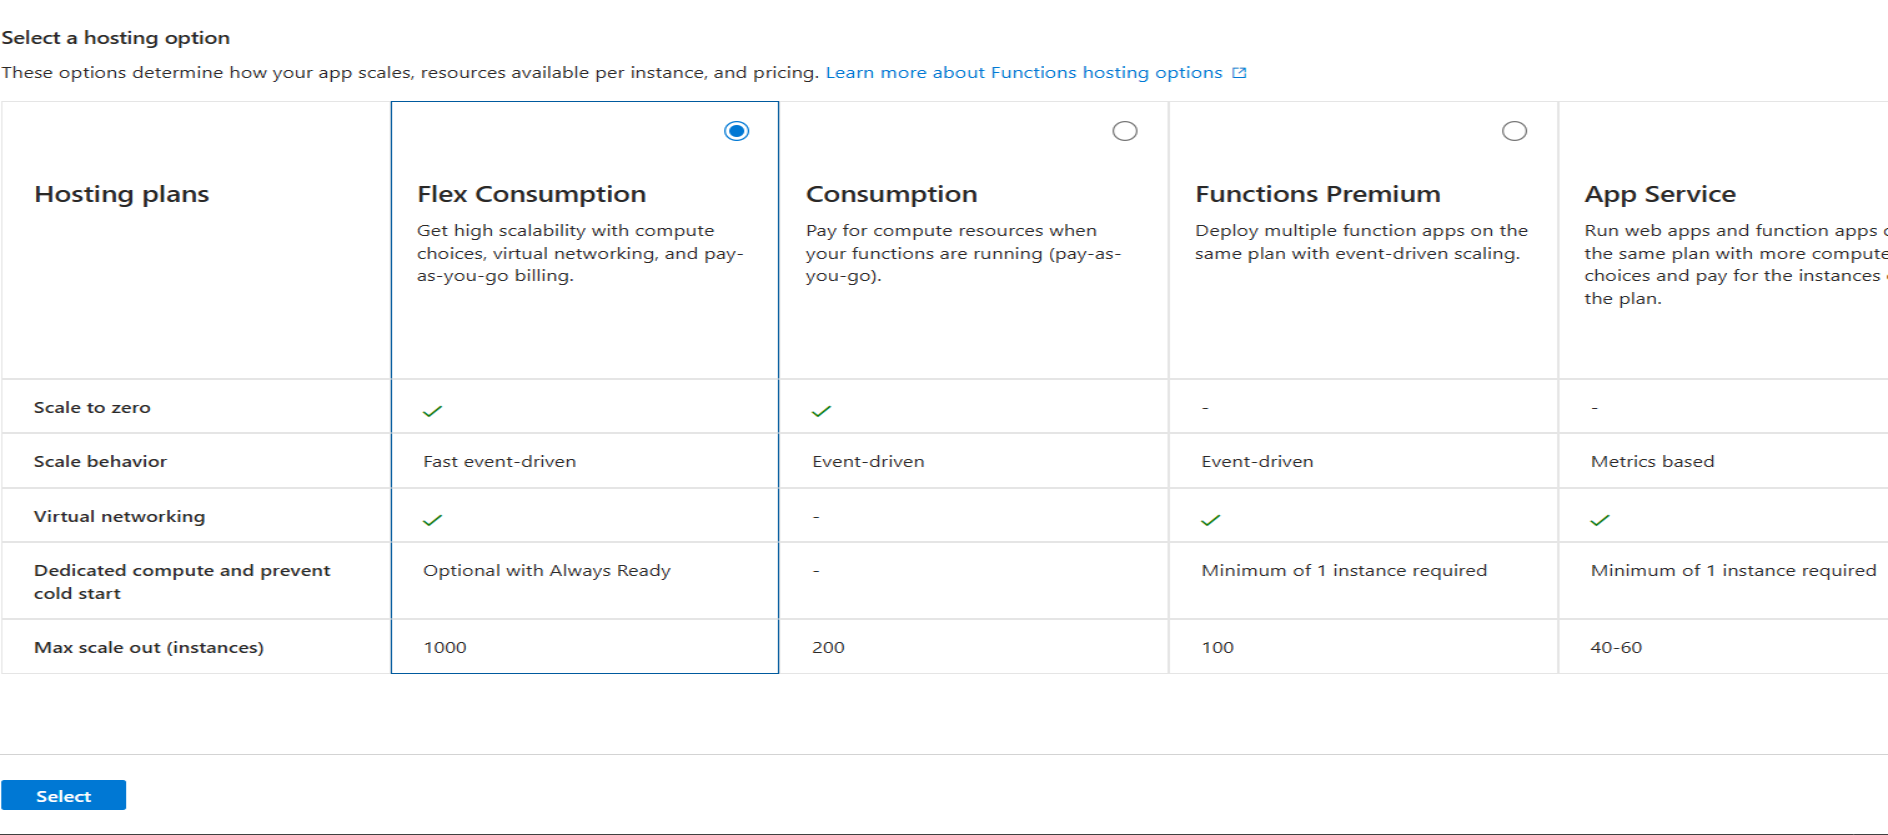 Select a hosting option
These options determine how your app scales, resources available per instance, and pricing. Learn more about Functions hosting options
Hosting plans
Flex Consumption
Get high scalability with compute
choices, virtual networking, and pay-
as-you-go billing.
Consumption
Pay for compute resources when
your functions are running (pay-as-
you-go).
Functions Premium
Deploy multiple function apps on the
same plan with event-driven scaling.
App Service
Run web apps and function apps
the same plan with more compute
choices and pay for the instances
the plan.
Scale to zero
-
-
Scale behavior
Fast event-driven
Event-driven
Event-driven
Metrics based
Virtual networking
-
Dedicated compute and prevent
cold start
Optional with Always Ready
-
Minimum of 1 instance required
Minimum of 1 instance required
Max scale out (instances)
1000
200
100
40-60
Select